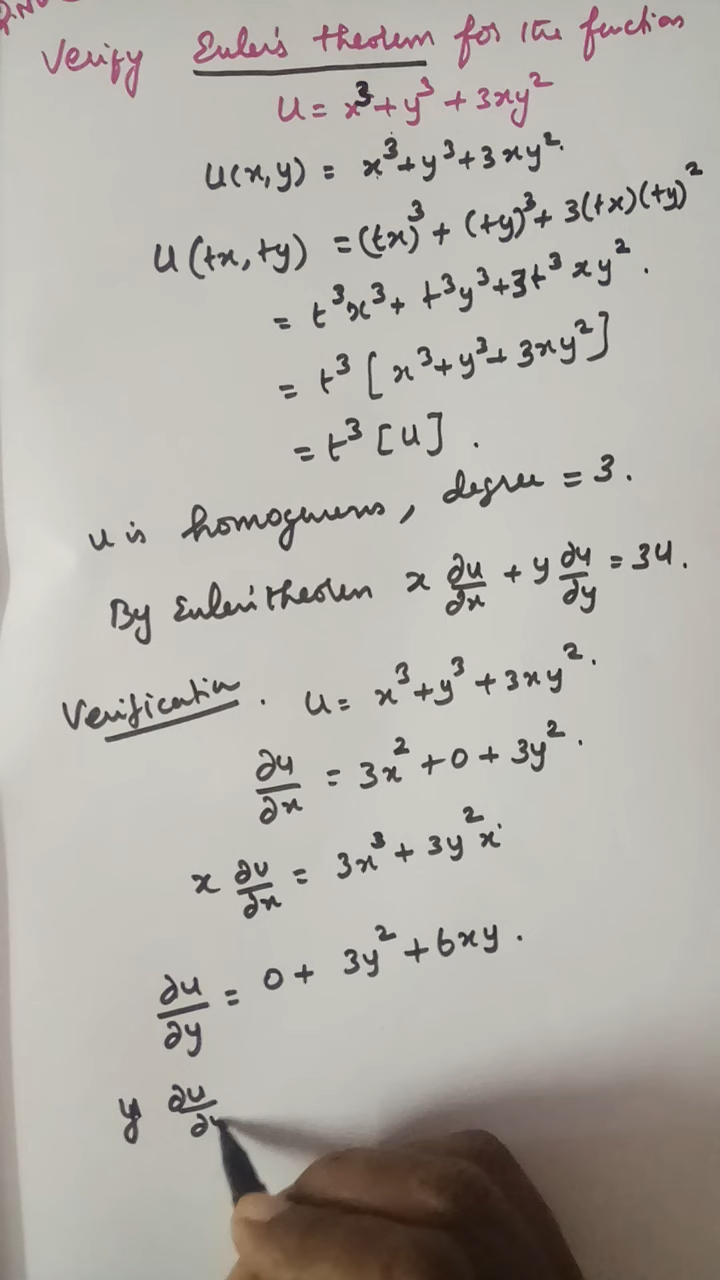 Verify Euler's theorem for the function
U = x³ + y³ + 3xy²
U(x,y) = x³ + y³ + 3xy².
U(tx, ty) = (tx)³ + (ty)³ + 3(tx)(ty)²
= t³x³ + t³y³ + 3t³xy².
= t³ [x³ + y³ + 3xy²]
= t³ [U].
u is homogeneous, degree = 3.
By Euler's theorem x ∂u/∂x + y ∂u/∂y = 3u.
Verification. U = x³ + y³ + 3xy².
∂u/∂x = 3x² + 0 + 3y².
x ∂u/∂x = 3x³ + 3y²x
∂u/∂y = 0 + 3y² + 6xy.
y ∂u/∂